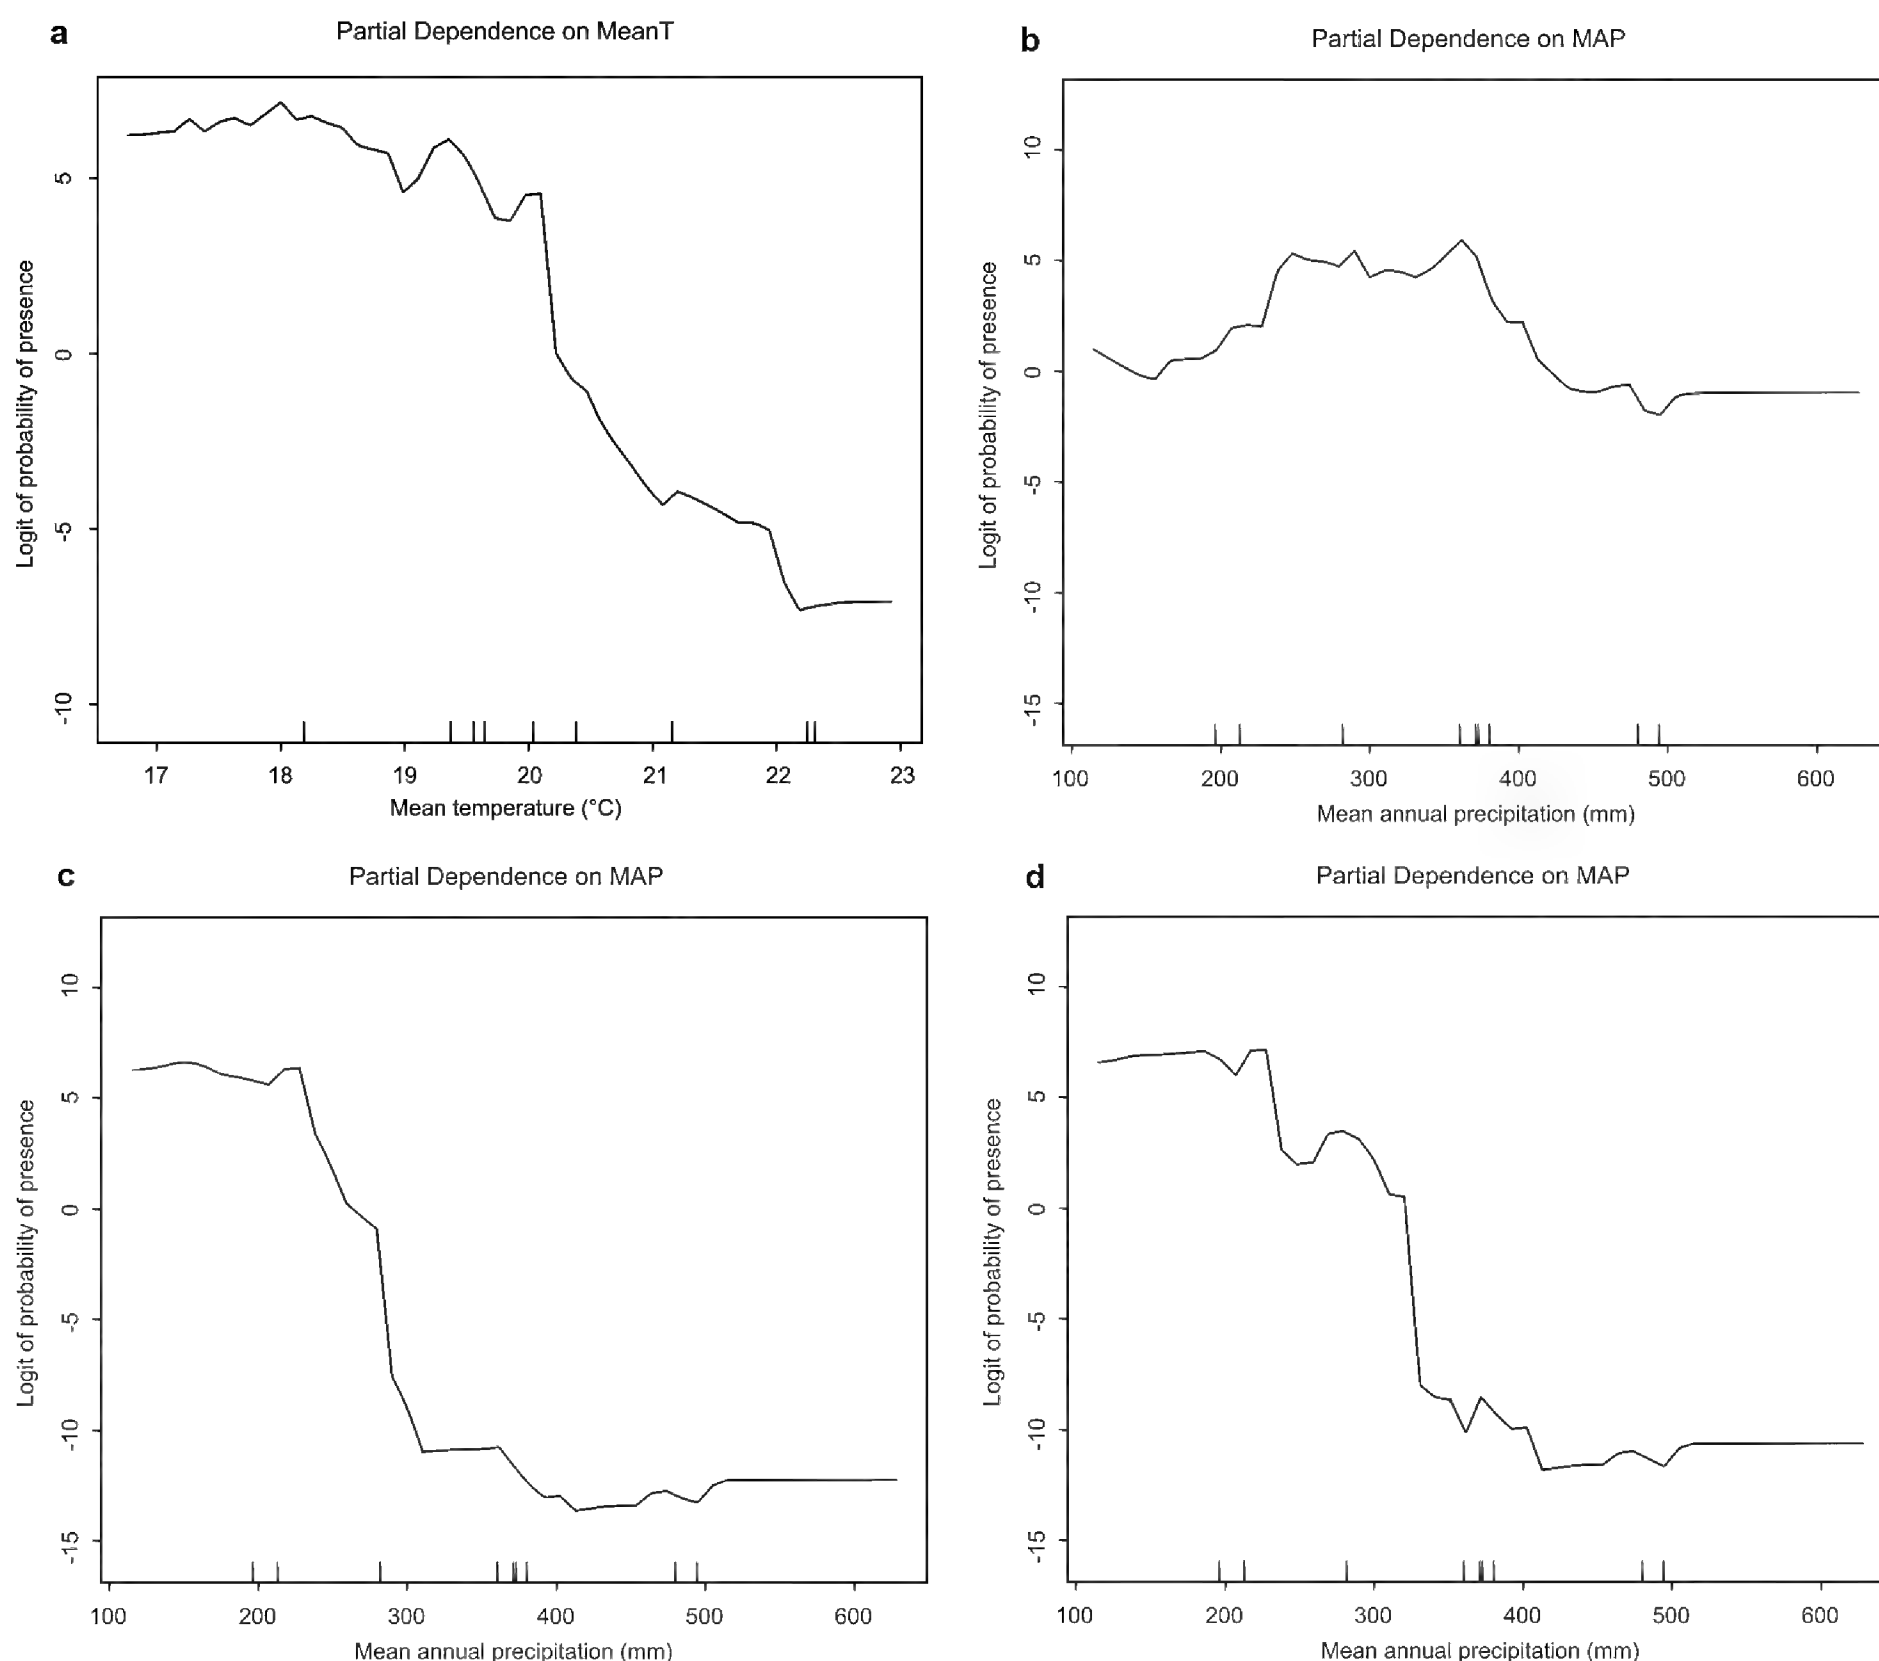 a
Partial Dependence on MeanT
Logit of probability of presence
5
0
-5
-10
17 18 19 20 21 22 23
Mean temperature (°C)
b
Partial Dependence on MAP
Logit of probability of presence
10
5
0
-5
-10
-15
100 200 300 400 500 600
Mean annual precipitation (mm)
c
Partial Dependence on MAP
Logit of probability of presence
10
5
0
-5
-10
-15
100 200 300 400 500 600
Mean annual precipitation (mm)
d
Partial Dependence on MAP
Logit of probability of presence
10
5
0
-5
-10
-15
100 200 300 400 500 600
Mean annual precipitation (mm)